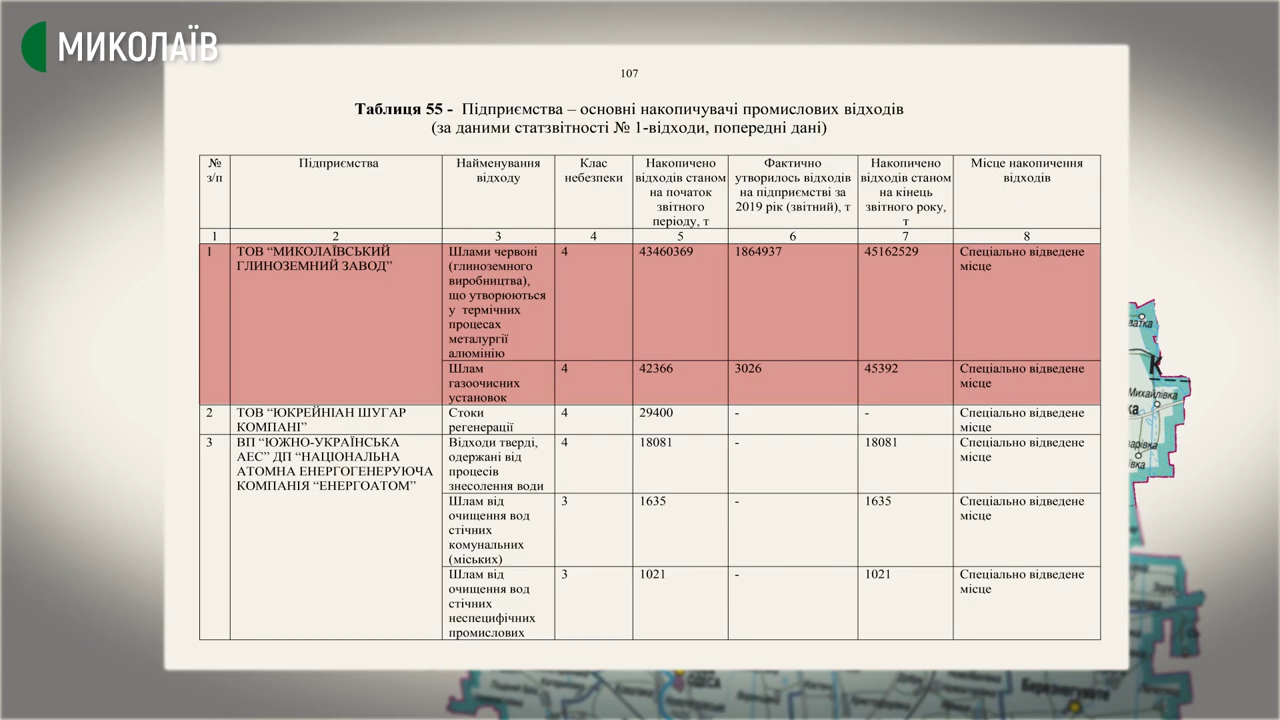 МИКОЛАЇВ
107
Таблиця 55 - Підприємства – основні накопичувачі промислових відходів
(за даними статзвітності № 1-відходи, попередні дані)
№ з/п
Підприємства
Найменування відходу
Клас небезпеки
Накопичено відходів станом на початок звітного періоду, т
Фактично утворилось відходів на підприємстві за 2019 рік (звітний), т
Накопичено відходів станом на кінець звітного року, т
Місце накопичення відходів
1 2 3 4 5 6 7 8
1
ТОВ “МИКОЛАЇВСЬКИЙ
ГЛИНОЗЕМНИЙ ЗАВОД”
Шлами червоні
(глиноземного
виробництва),
що утворюються
у термічних
процесах
металургії
алюмінію
4
43460369
1864937
45162529
Спеціально відведене
місце
Шлам
газоочисних
установок
4
42366
3026
45392
Спеціально відведене
місце
2
ТОВ “ЮКРЕЙНІАН ШУГАР
КОМПАНІ”
Стоки
регенерації
4
29400
-
-
Спеціально відведене
місце
3
ВП “ЮЖНО-УКРАЇНСЬКА
АЕС” ДП “НАЦІОНАЛЬНА
АТОМНА ЕНЕРГОГЕНЕРУЮЧА
КОМПАНІЯ “ЕНЕРГОАТОМ”
Відходи тверді,
одержані від
процесів
знесолення води
4
18081
-
18081
Спеціально відведене
місце
Шлам від
очищення вод
стічних
комунальних
(міських)
3
1635
-
1635
Спеціально відведене
місце
Шлам від
очищення вод
стічних
неспецифічних
промислових
3
1021
-
1021
Спеціально відведене
місце
К
Михайлівка
Березнегувате